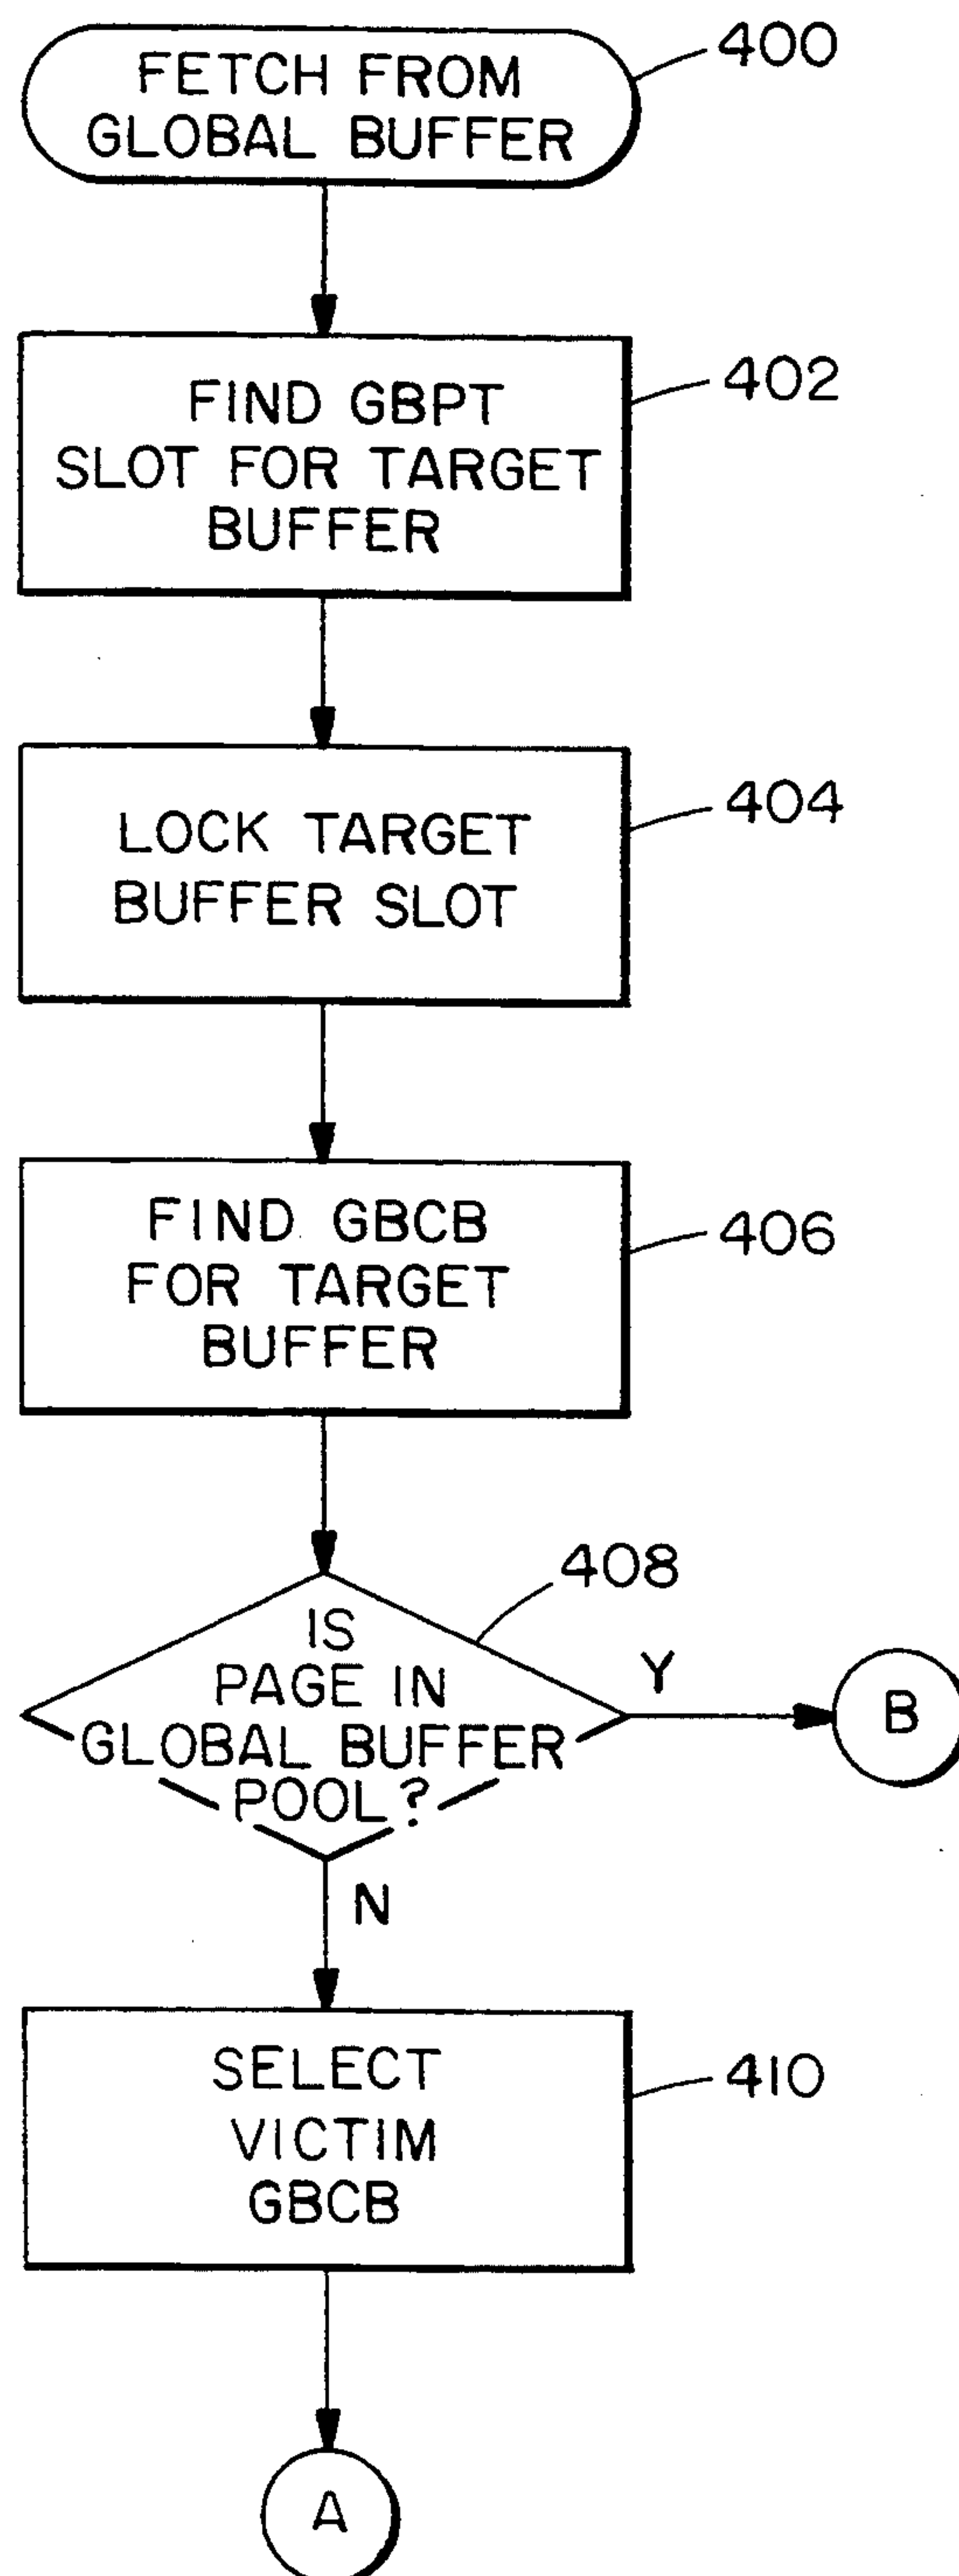 FETCH FROM
GLOBAL BUFFER
400
FIND GBPT
SLOT FOR TARGET
BUFFER
402
LOCK TARGET
BUFFER SLOT
404
FIND GBCB
FOR TARGET
BUFFER
406
408
IS
PAGE IN
GLOBAL BUFFER
POOL?
Y
B
N
SELECT
VICTIM
GBCB
410
A